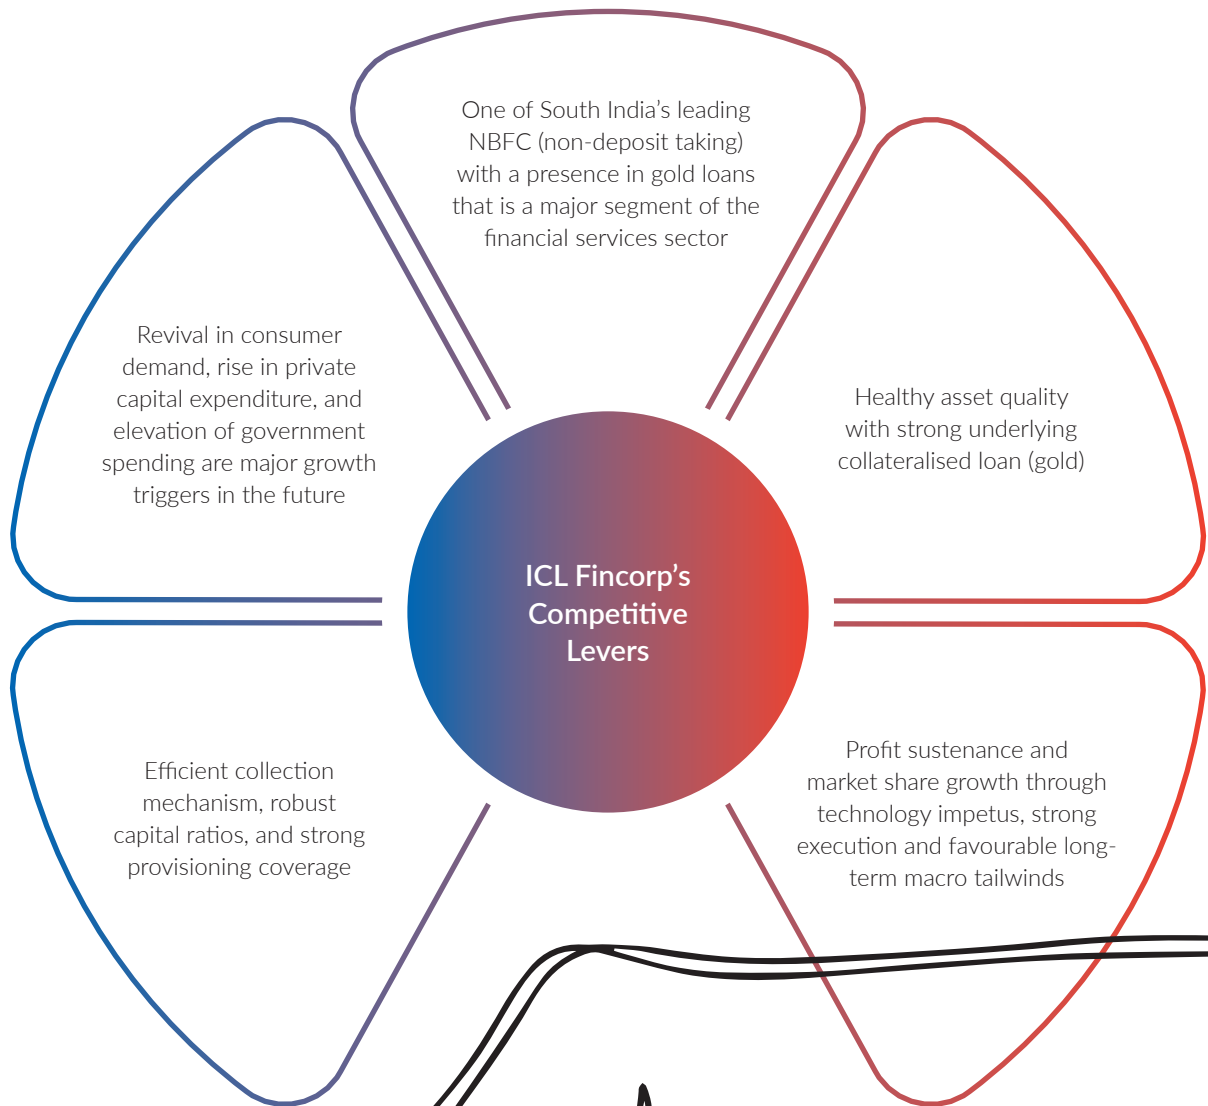 One of South India’s leading
NBFC (non-deposit taking)
with a presence in gold loans
that is a major segment of the
financial services sector
Revival in consumer
demand, rise in private
capital expenditure, and
elevation of government
spending are major growth
triggers in the future
Healthy asset quality
with strong underlying
collateralised loan (gold)
ICL Fincorp’s
Competitive
Levers
Efficient collection
mechanism, robust
capital ratios, and strong
provisioning coverage
Profit sustenance and
market share growth through
technology impetus, strong
execution and favourable long-
term macro tailwinds